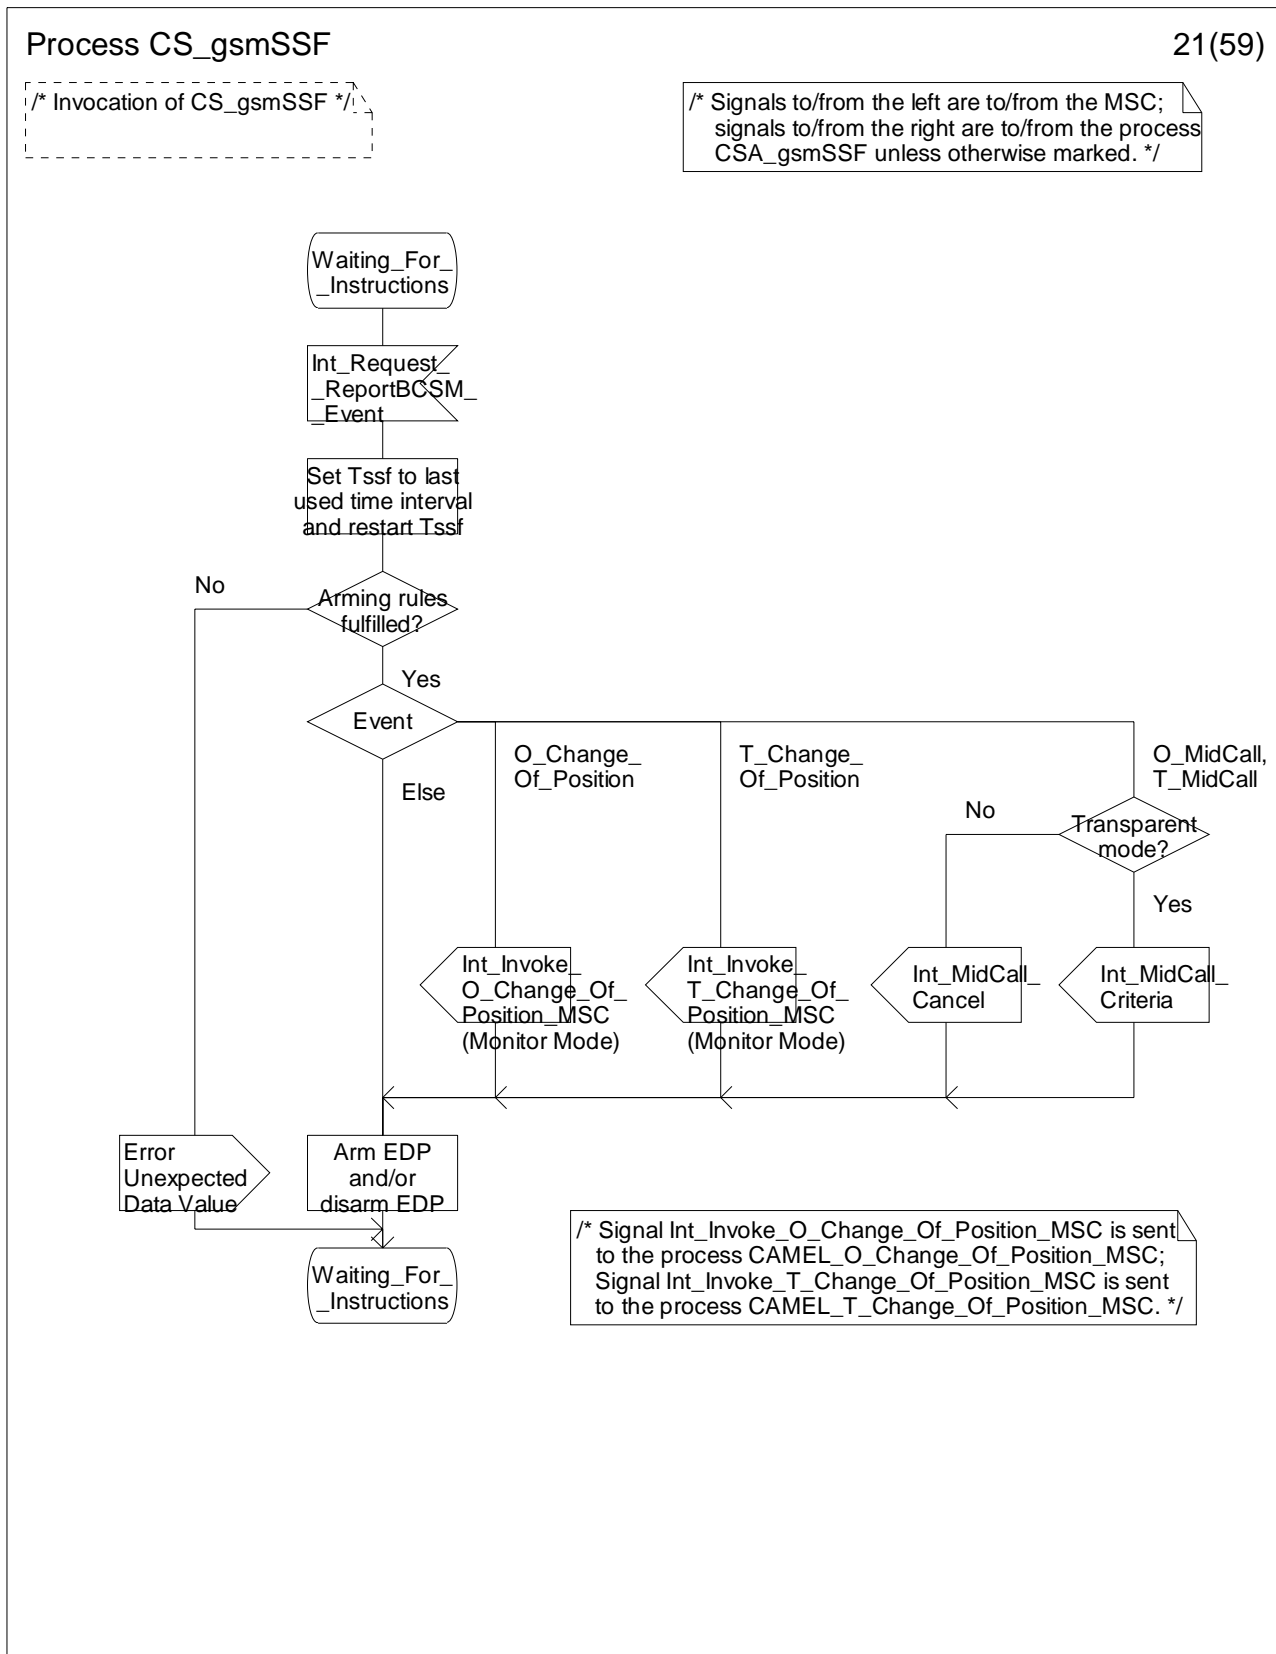 Process CS_gsmSSF
21(59)
/* Invocation of CS_gsmSSF */
/* Signals to/from the left are to/from the MSC;
signals to/from the right are to/from the process
CSA_gsmSSF unless otherwise marked. */
Waiting_For_
_Instructions
Int_Request_
_ReportBCSM_
_Event
Set Tssf to last
used time interval
and restart Tssf
No
Arming rules
fulfilled?
Yes
Event
O_Change_
Of_Position
T_Change_
Of_Position
O_MidCall,
T_MidCall
Else
No
Transparent
mode?
Yes
Int_Invoke_
O_Change_Of_
Position_MSC
(Monitor Mode)
Int_Invoke_
T_Change_Of_
Position_MSC
(Monitor Mode)
Int_MidCall_
Cancel
Int_MidCall_
Criteria
Error
Unexpected
Data Value
Arm EDP
and/or
disarm EDP
/* Signal Int_Invoke_O_Change_Of_Position_MSC is sent
to the process CAMEL_O_Change_Of_Position_MSC;
Signal Int_Invoke_T_Change_Of_Position_MSC is sent
to the process CAMEL_T_Change_Of_Position_MSC. */
Waiting_For_
_Instructions